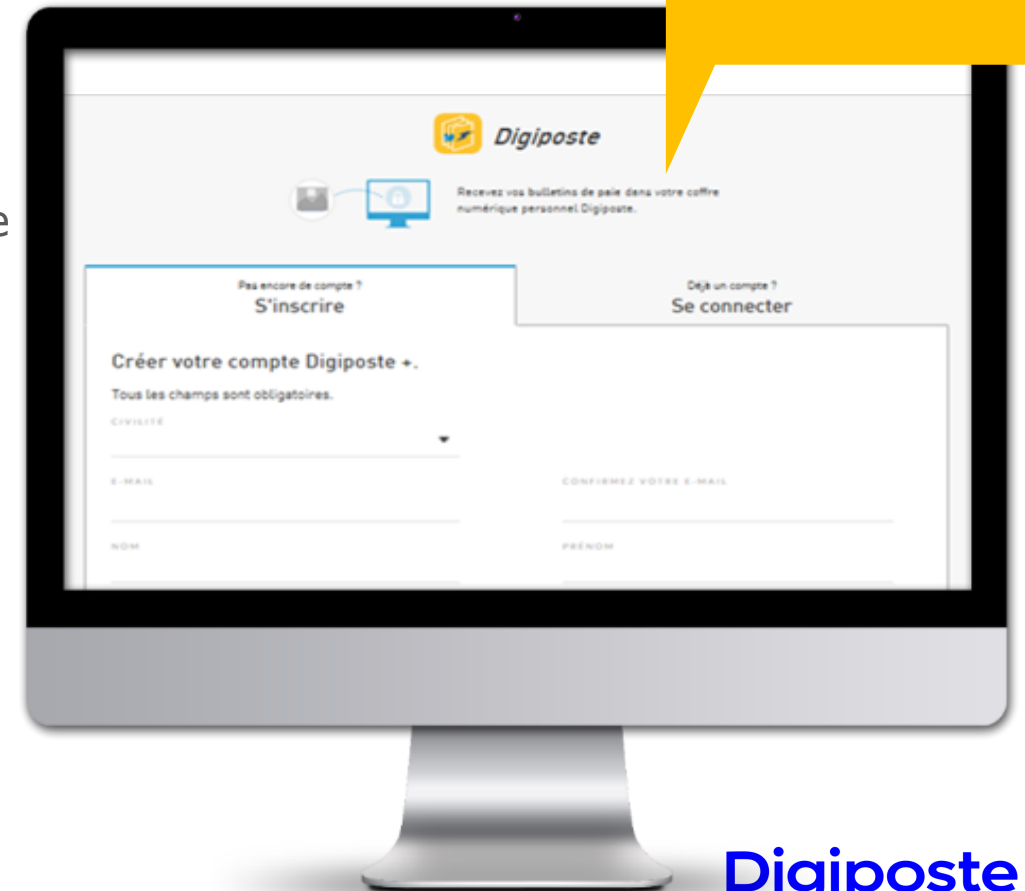 e
Digiposte
Recevez vos bulletins de paie dans votre coffre
numérique personnel Digiposte.
Pas encore de compte ?
S'inscrire
Déjà un compte ?
Se connecter
Créer votre compte Digiposte +.
Tous les champs sont obligatoires.
CIVILITÉ
E-MAIL
CONFIRMEZ VOTRE E-MAIL
NOM
PRÉNOM
Digiposte